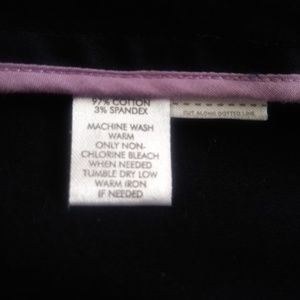 97% COTTON
3% SPANDEX
MACHINE WASH
WARM
ONLY NON-
CHLORINE BLEACH
WHEN NEEDED
TUMBLE DRY LOW
WARM IRON
IF NEEDED
CUT ALONG DOTTED LINE